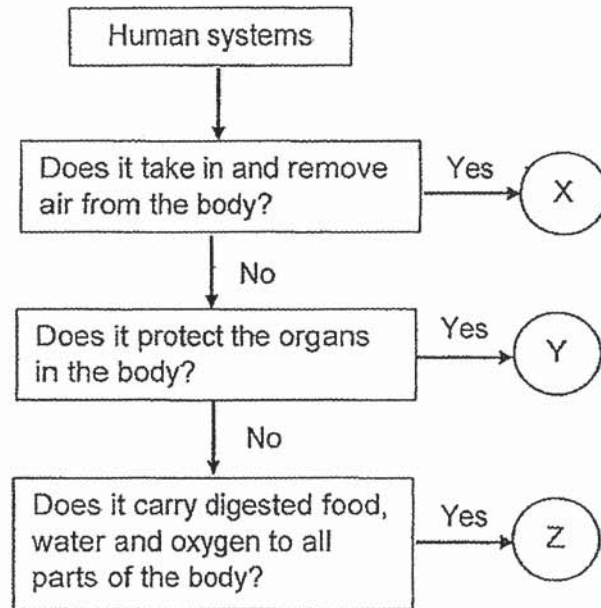 Human systems
Does it take in and remove
air from the body?
Yes
X
No
Does it protect the organs
in the body?
Yes
Y
No
Does it carry digested food,
water and oxygen to all
parts of the body?
Yes
Z